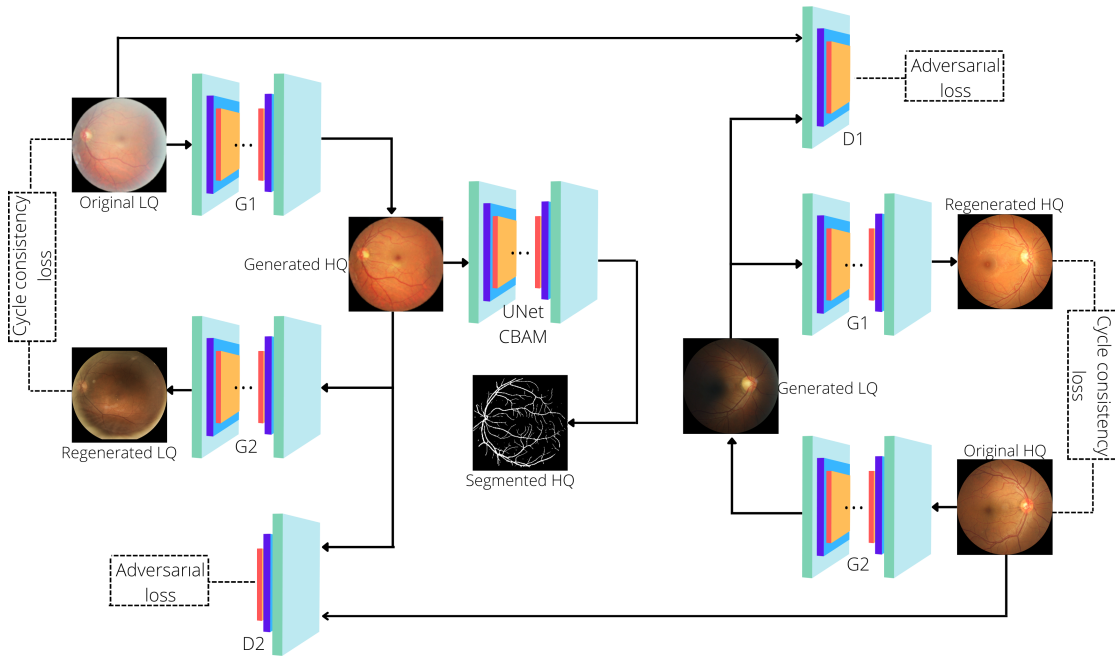 Adversarial
loss
D1
Original LQ
G1
Cycle consistency
loss
Generated HQ
UNet
CBAM
Regenerated HQ
G1
Cycle consistency
loss
Generated LQ
Regenerated LQ
G2
Segmented HQ
Original HQ
G2
Adversarial
loss
D2